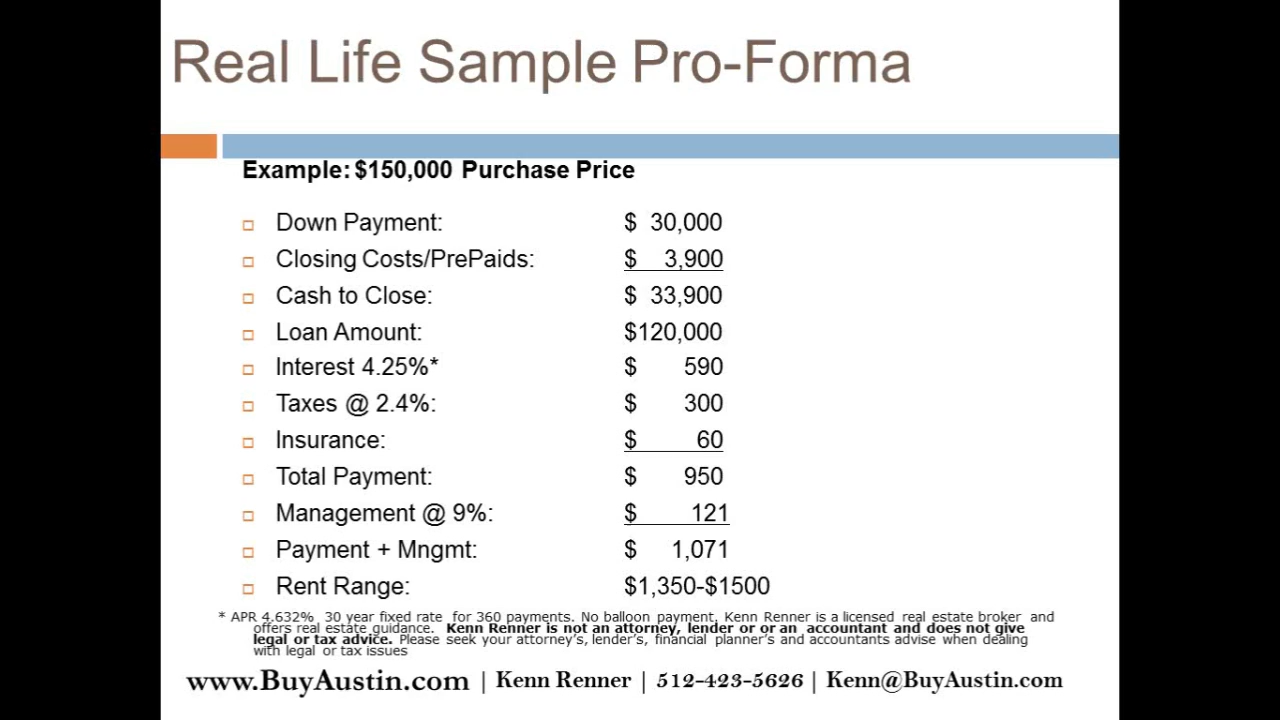 Real Life Sample Pro-Forma
Example: $150,000 Purchase Price
Down Payment: $ 30,000
Closing Costs/PrePaids: $ 3,900
Cash to Close: $ 33,900
Loan Amount: $120,000
Interest 4.25%* $ 590
Taxes @ 2.4%: $ 300
Insurance: $ 60
Total Payment: $ 950
Management @ 9%: $ 121
Payment + Mngmt: $ 1,071
Rent Range: $1,350-$1500
* APR 4.632% 30 year fixed rate for 360 payments. No balloon payment, Kenn Renner is a licensed real estate broker and
offers real estate guidance. Kenn Renner is not an attorney, lender or or an accountant and does not give
legal or tax advice. Please seek your attorney's, lender's, financial planner's and accountants advise when dealing
with legal or tax issues
www.BuyAustin.com | Kenn Renner | 512-423-5626 | Kenn@BuyAustin.com